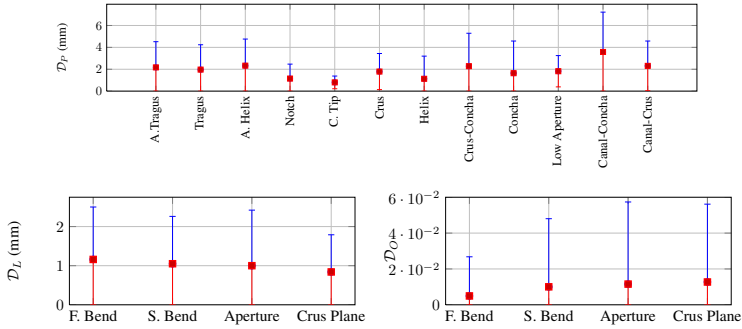 6
4
2
0
𝒟_P (mm)
A.Tragus
Tragus
A. Helix
Notch
C. Tip
Crus
Helix
Crus-Concha
Concha
Low Aperture
Canal-Concha
Canal-Crus
2
1
0
𝒟_L (mm)
F. Bend S. Bend Aperture Crus Plane
6 · 10⁻²
4 · 10⁻²
2 · 10⁻²
0
𝒟_O
F. Bend S. Bend Aperture Crus Plane